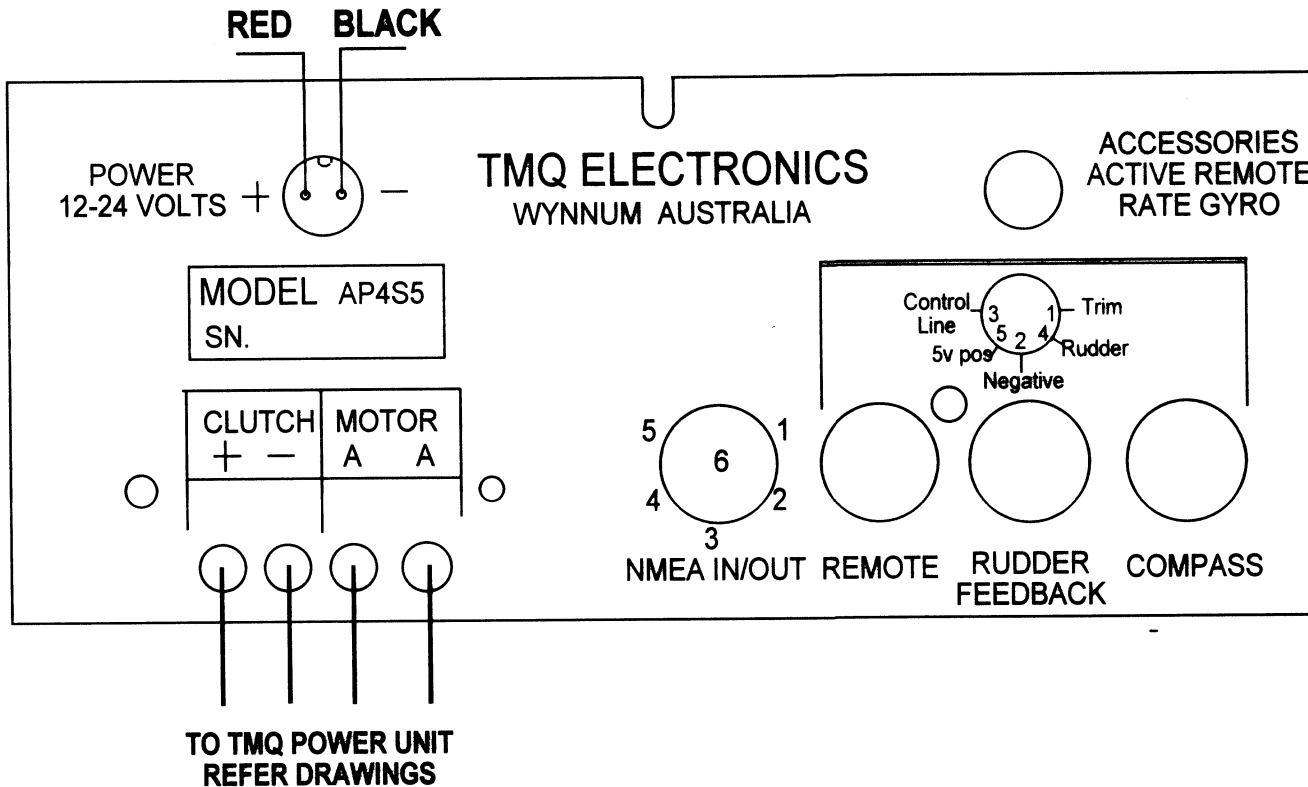 RED BLACK
POWER
12-24 VOLTS + −
TMQ ELECTRONICS
WYNNUM AUSTRALIA
ACCESSORIES
ACTIVE REMOTE
RATE GYRO
MODEL AP4S5
SN.
Control
Line
3 1 Trim
5 2 4
5v pos
Rudder
Negative
CLUTCH MOTOR
+ − A A
5 1
6
4 2
3
NMEA IN/OUT
REMOTE
RUDDER
FEEDBACK
COMPASS
TO TMQ POWER UNIT
REFER DRAWINGS